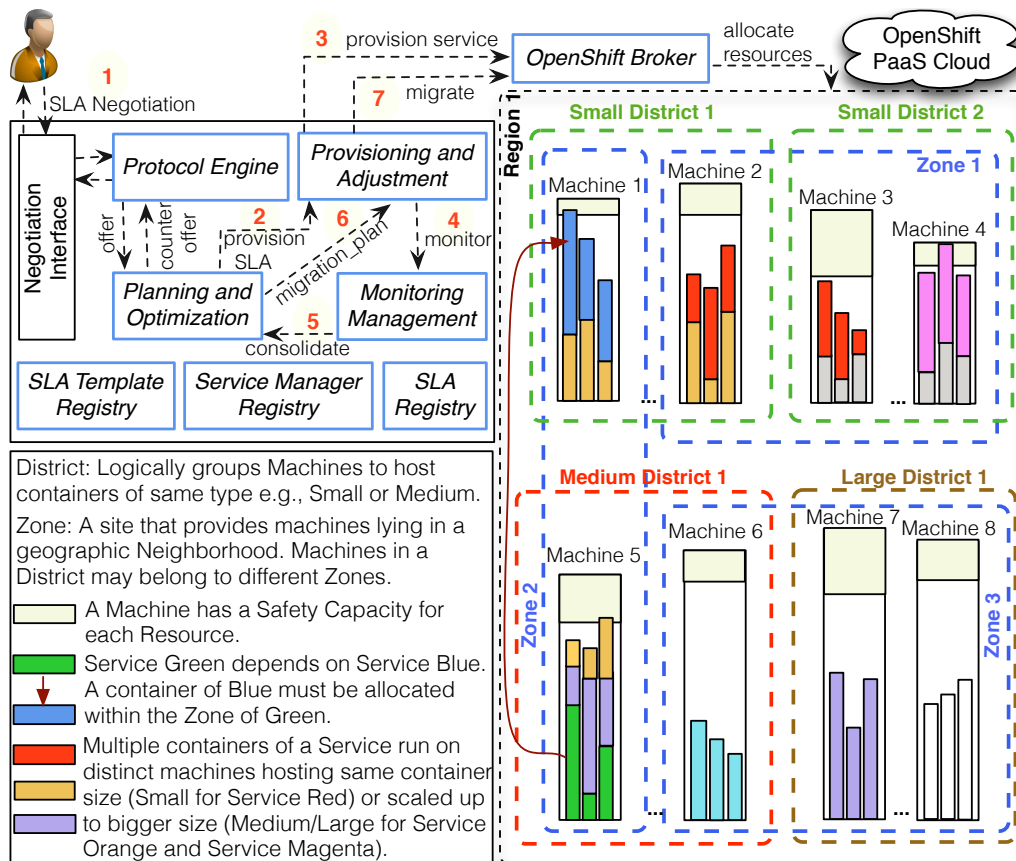 1
SLA Negotiation
3
provision service
7
migrate
OpenShift Broker
allocate
resources
OpenShift
PaaS Cloud
Negotiation
Interface
Protocol Engine
Provisioning and
Adjustment
offer
counter
offer
2
provision
SLA
6
migration_plan
4
monitor
Planning and
Optimization
5
consolidate
Monitoring
Management
SLA Template
Registry
Service Manager
Registry
SLA
Registry
District: Logically groups Machines to host
containers of same type e.g., Small or Medium.
Zone: A site that provides machines lying in a
geographic Neighborhood. Machines in a
District may belong to different Zones.
A Machine has a Safety Capacity for
each Resource.
Service Green depends on Service Blue.
A container of Blue must be allocated
within the Zone of Green.
Multiple containers of a Service run on
distinct machines hosting same container
size (Small for Service Red) or scaled up
to bigger size (Medium/Large for Service
Orange and Service Magenta).
Region 1
Small District 1
Small District 2
Zone 1
Machine 1
Machine 2
Machine 3
Machine 4
...
...
Medium District 1
Large District 1
Machine 5
Machine 6
Machine 7
Machine 8
Zone 2
Zone 3
...
...